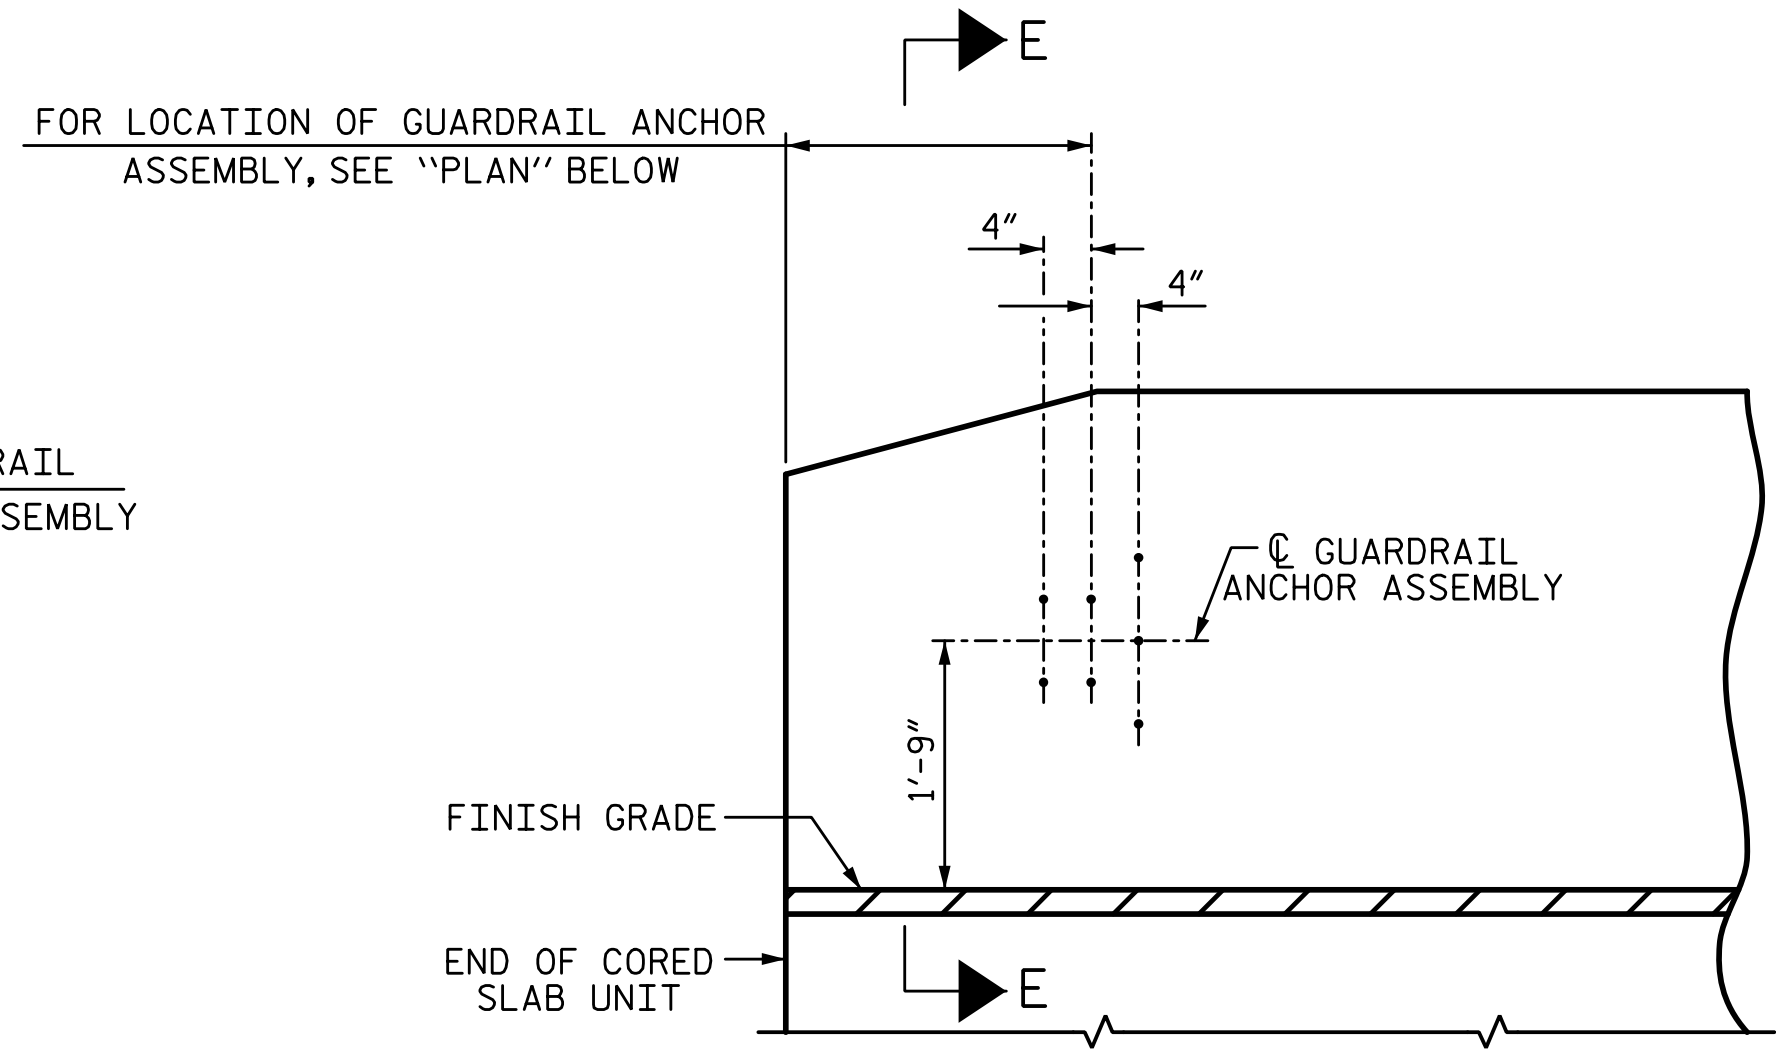 E
FOR LOCATION OF GUARDRAIL ANCHOR
ASSEMBLY, SEE "PLAN" BELOW
4"
4"
RAIL
SEMBLY
℄ GUARDRAIL
ANCHOR ASSEMBLY
1'-9"
FINISH GRADE
END OF CORED
SLAB UNIT
E